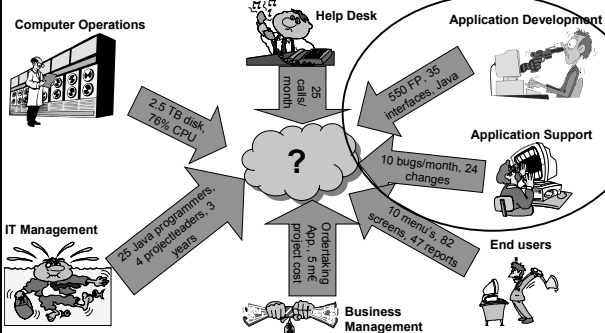 Computer Operations
Help Desk
Application Development
25
calls/
month
550 FP, 35
interfaces, Java
2.5 TB disk,
76% CPU
?
Application Support
10 bugs/month, 24
changes
IT Management
25 Java programmers,
4 projectleaders, 3
years
Ordertaking
App., 5 m€
project cost
10 menu's, 82
screens, 47 reports
End users
Business
Management